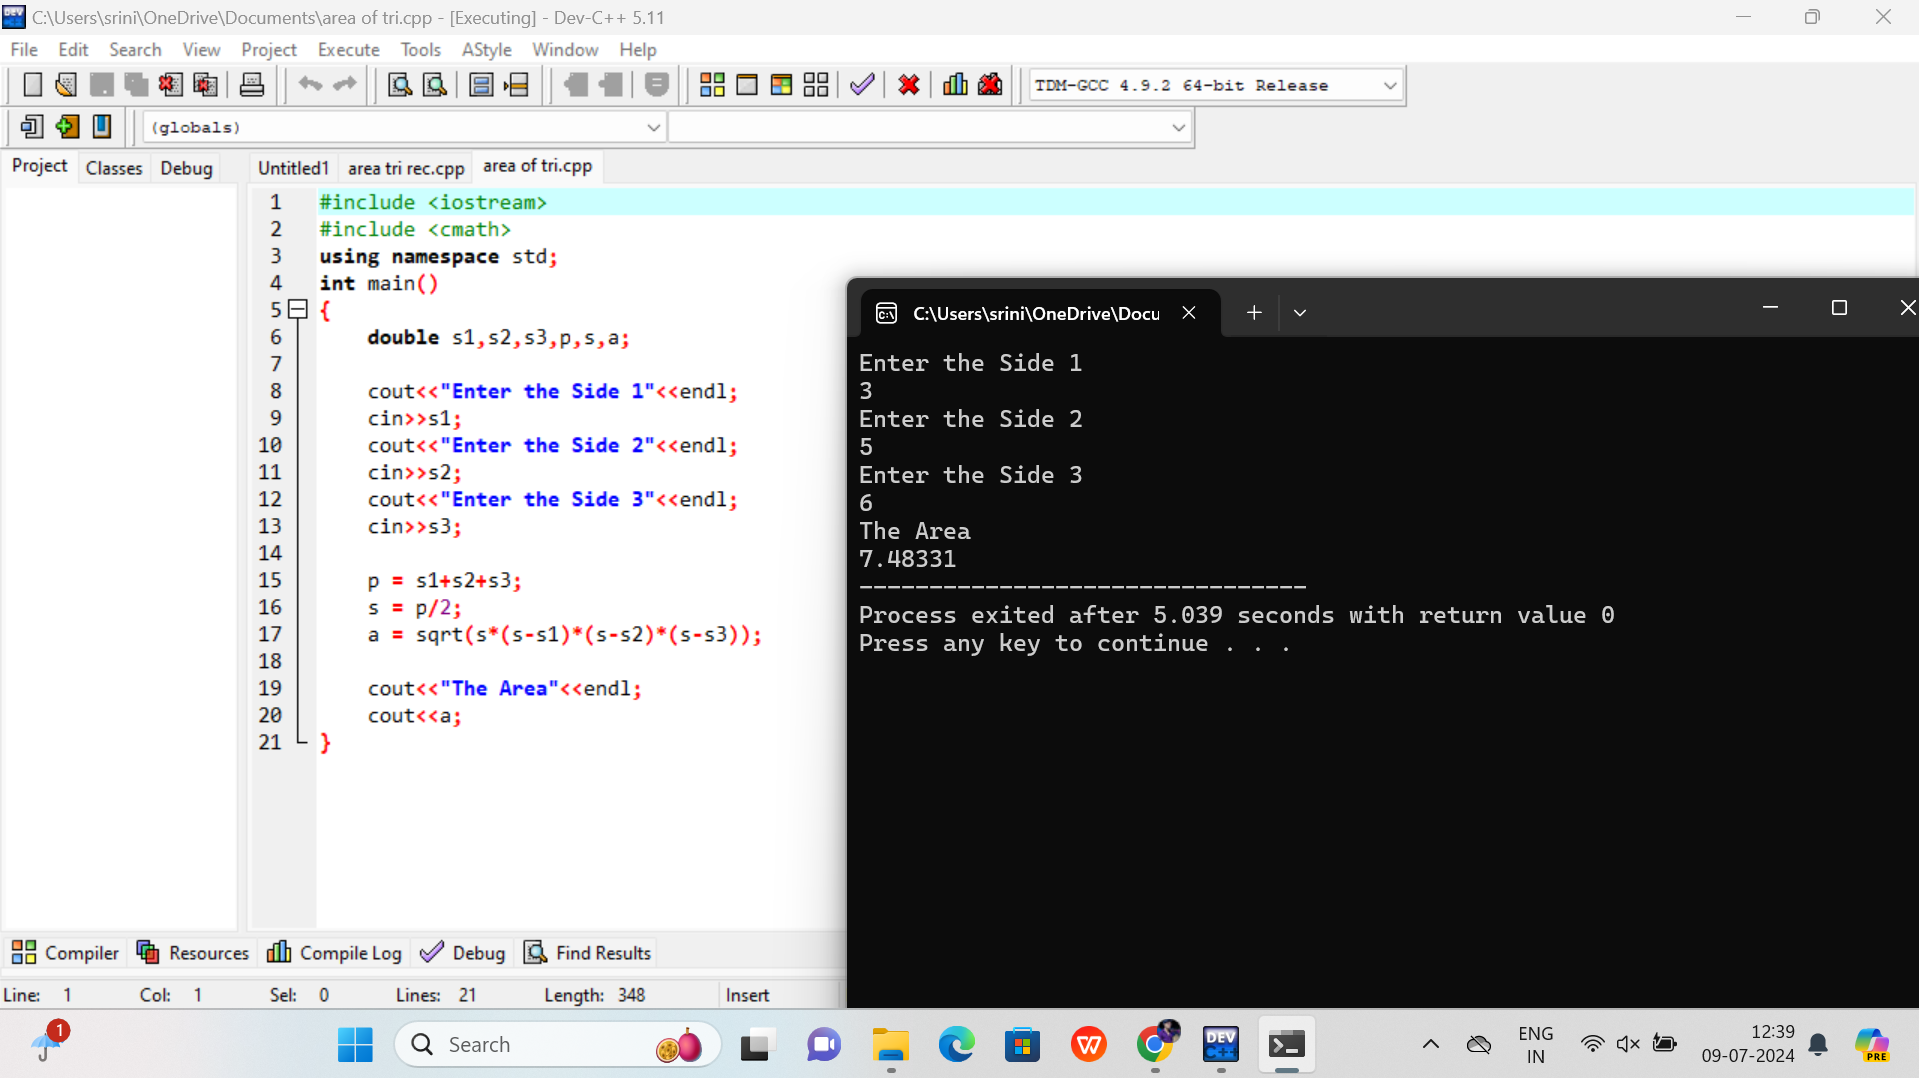 C:\Users\srini\OneDrive\Documents\area of tri.cpp - [Executing] - Dev-C++ 5.11
File Edit Search View Project Execute Tools AStyle Window Help
TDM-GCC 4.9.2 64-bit Release
(globals)
Project Classes Debug Untitled1 area tri rec.cpp area of tri.cpp
1 #include <iostream>
2 #include <cmath>
3 using namespace std;
4 int main()
5 {
6 double s1,s2,s3,p,s,a;
7
8 cout<<"Enter the Side 1"<<endl;
9 cin>>s1;
10 cout<<"Enter the Side 2"<<endl;
11 cin>>s2;
12 cout<<"Enter the Side 3"<<endl;
13 cin>>s3;
14
15 p = s1+s2+s3;
16 s = p/2;
17 a = sqrt(s*(s-s1)*(s-s2)*(s-s3));
18
19 cout<<"The Area"<<endl;
20 cout<<a;
21 }
C:\Users\srini\OneDrive\Docu
Enter the Side 1
3
Enter the Side 2
5
Enter the Side 3
6
The Area
7.48331
--------------------------------
Process exited after 5.039 seconds with return value 0
Press any key to continue . . .
Compiler Resources Compile Log Debug Find Results
Line: 1 Col: 1 Sel: 0 Lines: 21 Length: 348 Insert
1
Search
DEV C++
ENG
IN
12:39
09-07-2024
PRE